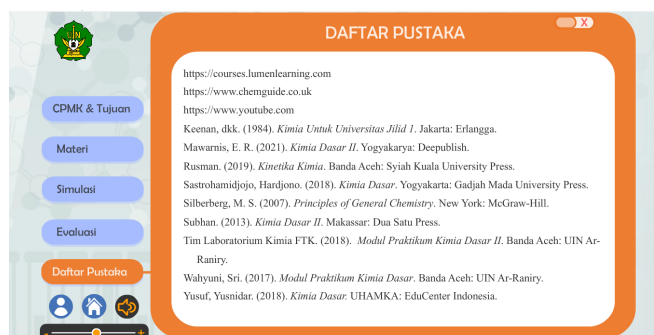 DAFTAR PUSTAKA
X
https://courses.lumenlearning.com
https://www.chemguide.co.uk
https://www.youtube.com
Keenan, dkk. (1984). Kimia Untuk Universitas Jilid 1. Jakarta: Erlangga.
Mawarnis, E. R. (2021). Kimia Dasar II. Yogyakarya: Deepublish.
Rusman. (2019). Kinetika Kimia. Banda Aceh: Syiah Kuala University Press.
Sastrohamidjojo, Hardjono. (2018). Kimia Dasar. Yogyakarta: Gadjah Mada University Press.
Silberberg, M. S. (2007). Principles of General Chemistry. New York: McGraw-Hill.
Subhan. (2013). Kimia Dasar II. Makassar: Dua Satu Press.
Tim Laboratorium Kimia FTK. (2018). Modul Praktikum Kimia Dasar II. Banda Aceh: UIN Ar-
Raniry.
Wahyuni, Sri. (2017). Modul Praktikum Kimia Dasar. Banda Aceh: UIN Ar-Raniry.
Yusuf, Yusnidar. (2018). Kimia Dasar. UHAMKA: EduCenter Indonesia.
CPMK & Tujuan
Materi
Simulasi
Evaluasi
Daftar Pustaka
- +